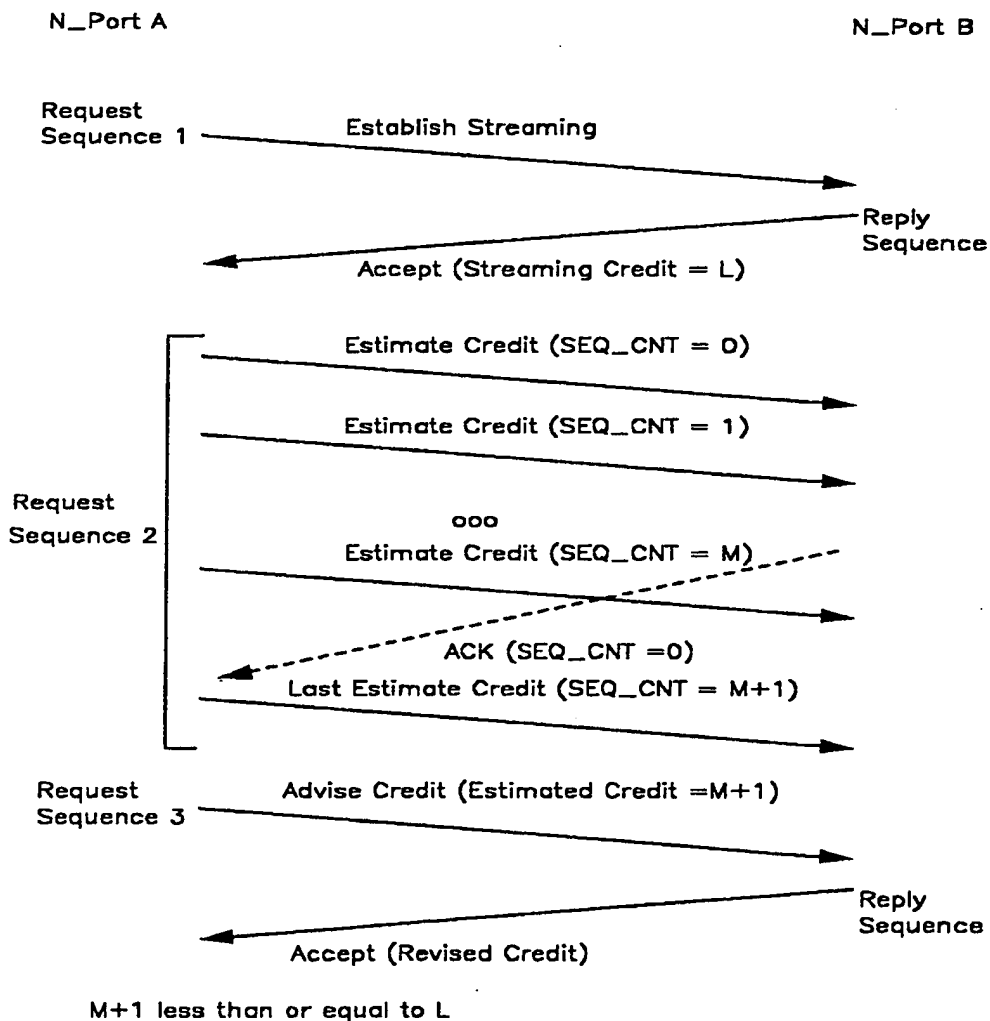 N_Port A
N_Port B
Request
Sequence 1
Establish Streaming
Reply
Sequence
Accept (Streaming Credit = L)
Estimate Credit (SEQ_CNT = 0)
Estimate Credit (SEQ_CNT = 1)
Request
Sequence 2
ooo
Estimate Credit (SEQ_CNT = M)
ACK (SEQ_CNT =0)
Last Estimate Credit (SEQ_CNT = M+1)
Request
Sequence 3
Advise Credit (Estimated Credit =M+1)
Reply
Sequence
Accept (Revised Credit)
M+1 less than or equal to L